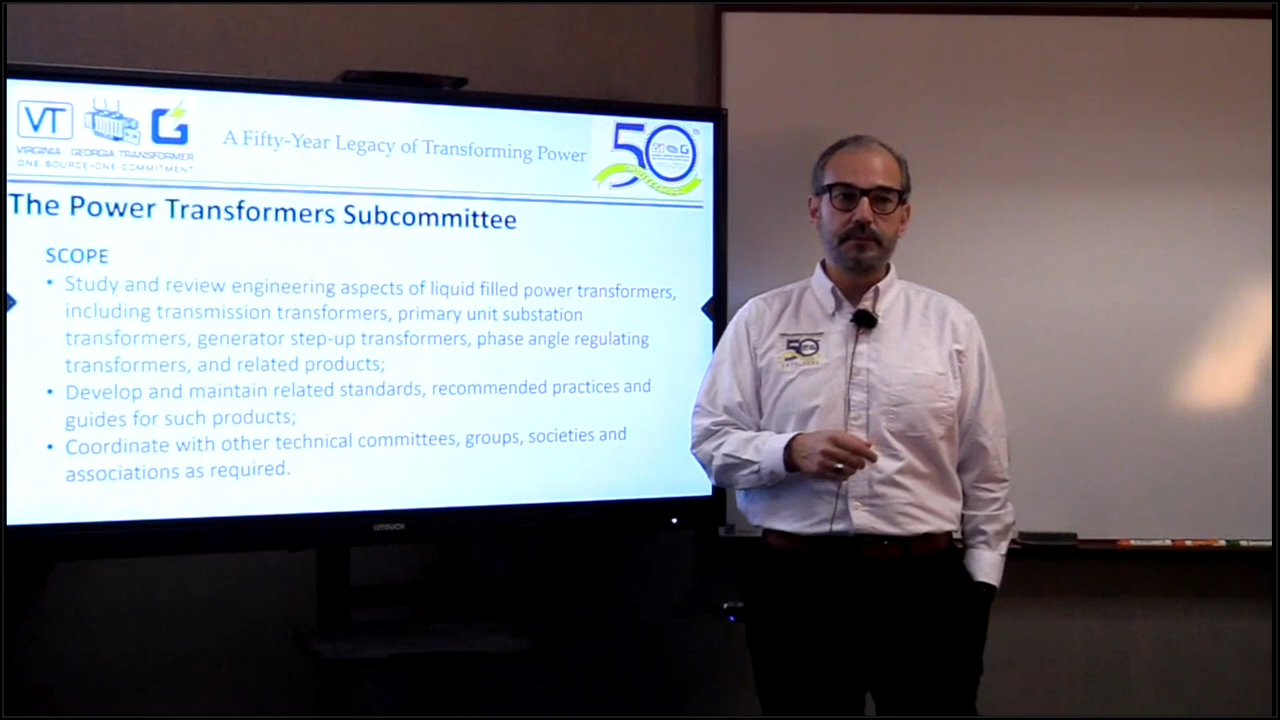 VT
G
VIRGINIA - GEORGIA TRANSFORMER
ONE SOURCE-ONE COMMITMENT
A Fifty-Year Legacy of Transforming Power
50
The Power Transformers Subcommittee
SCOPE
• Study and review engineering aspects of liquid filled power transformers,
including transmission transformers, primary unit substation
transformers, generator step-up transformers, phase angle regulating
transformers, and related products;
• Develop and maintain related standards, recommended practices and
guides for such products;
• Coordinate with other technical committees, groups, societies and
associations as required.
50